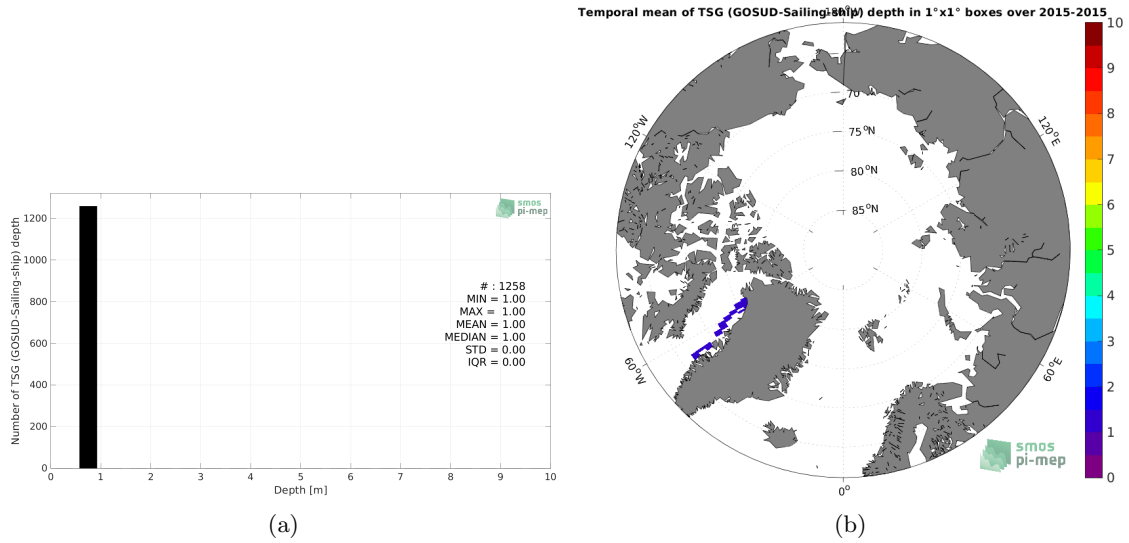 Number of TSG (GOSUD-Sailing-ship) depth
1200
1000
800
600
400
200
0
0 1 2 3 4 5 6 7 8 9 10
Depth [m]
smos
pi-mep
# : 1258
MIN = 1.00
MAX = 1.00
MEAN = 1.00
MEDIAN = 1.00
STD = 0.00
IQR = 0.00
(a)
Temporal mean of TSG (GOSUD-Sailing-ship) depth in 1°x1° boxes over 2015-2015
180°W
120°W
120°E
75°N
80°N
85°N
60°W
60°E
0°
10
9
8
7
6
5
4
3
2
1
0
smos
pi-mep
(b)